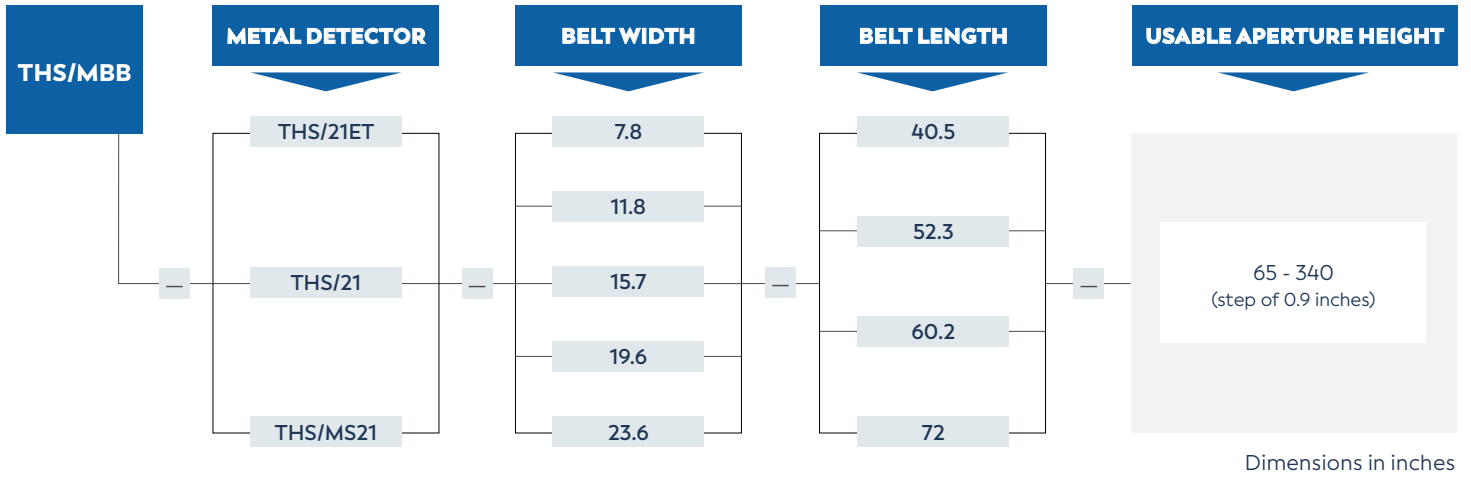 THS/MBB
METAL DETECTOR
BELT WIDTH
BELT LENGTH
USABLE APERTURE HEIGHT
THS/21ET
THS/21
THS/MS21
7.8
11.8
15.7
19.6
23.6
40.5
52.3
60.2
72
65 - 340
(step of 0.9 inches)
—
—
—
—
Dimensions in inches